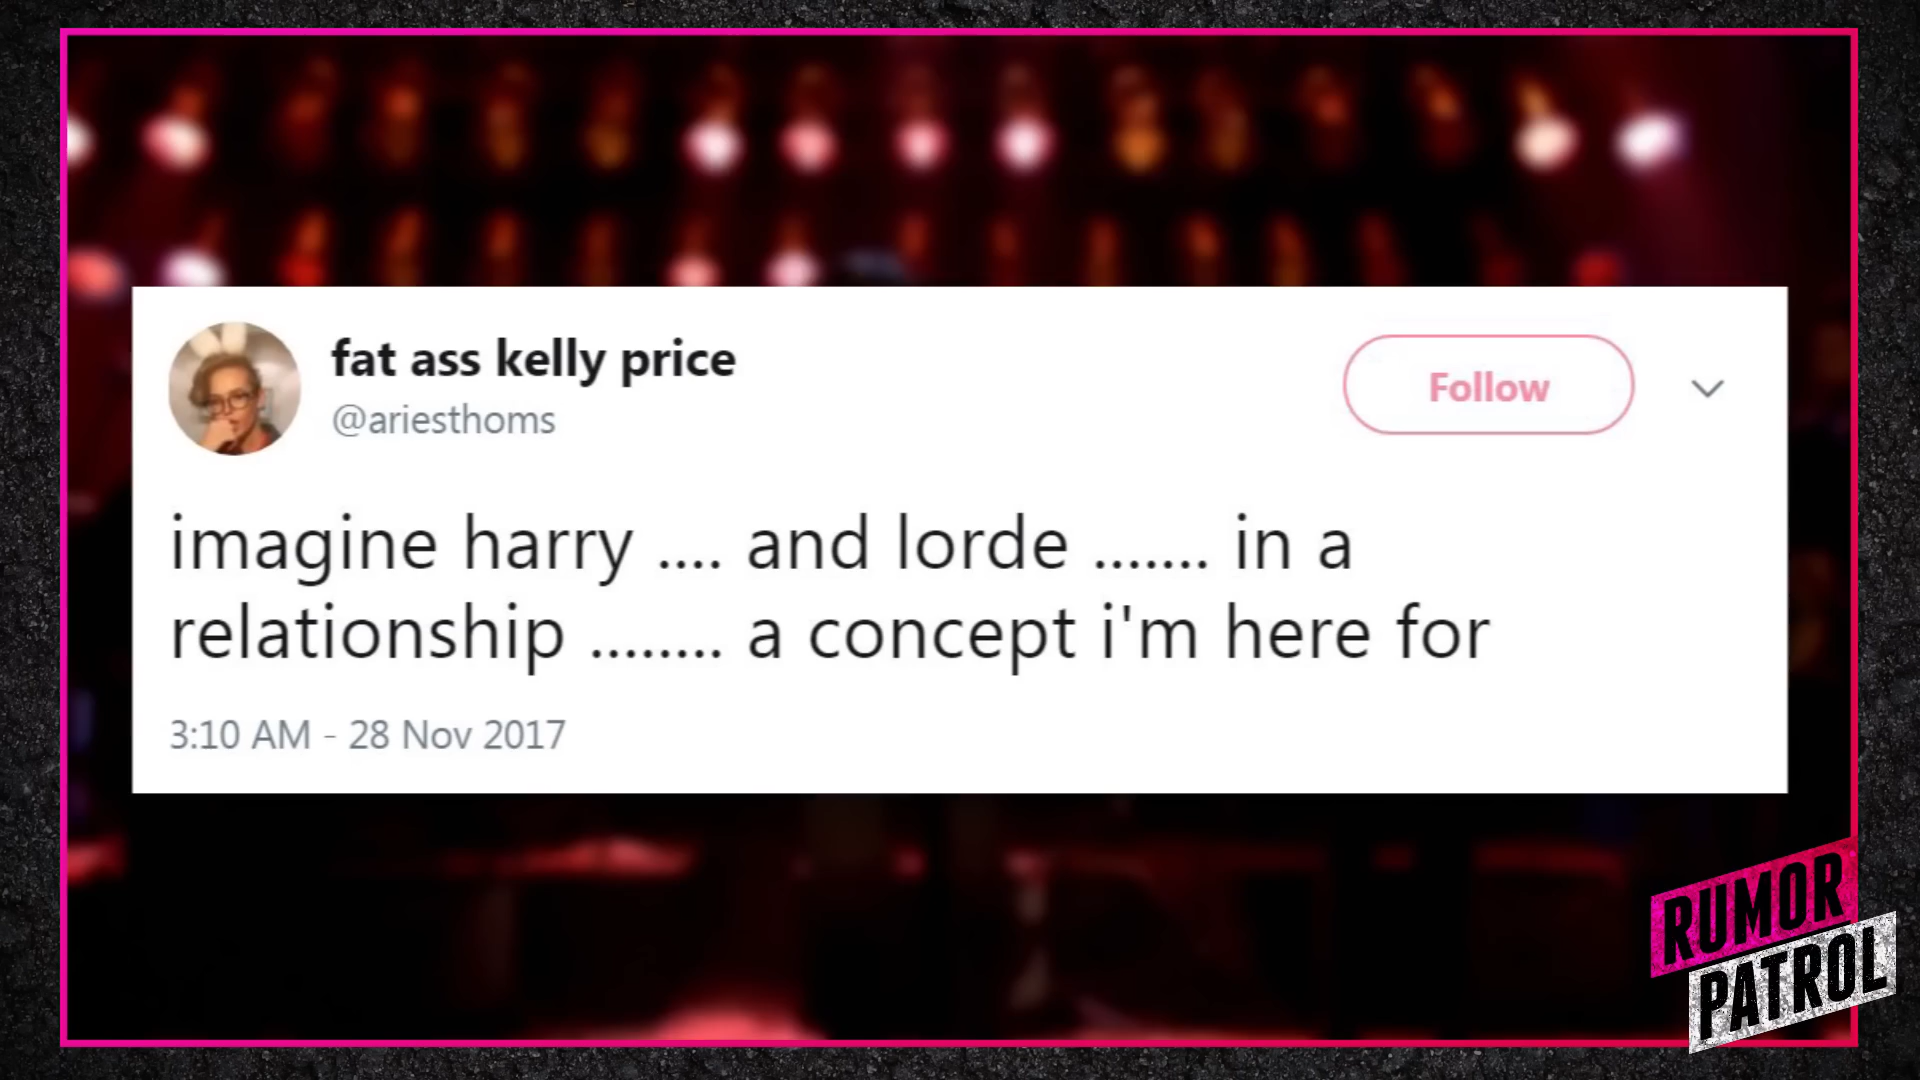 fat ass kelly price
@ariesthoms
Follow
imagine harry .... and lorde ....... in a
relationship ........ a concept i'm here for
3:10 AM - 28 Nov 2017
RUMOR
PATROL